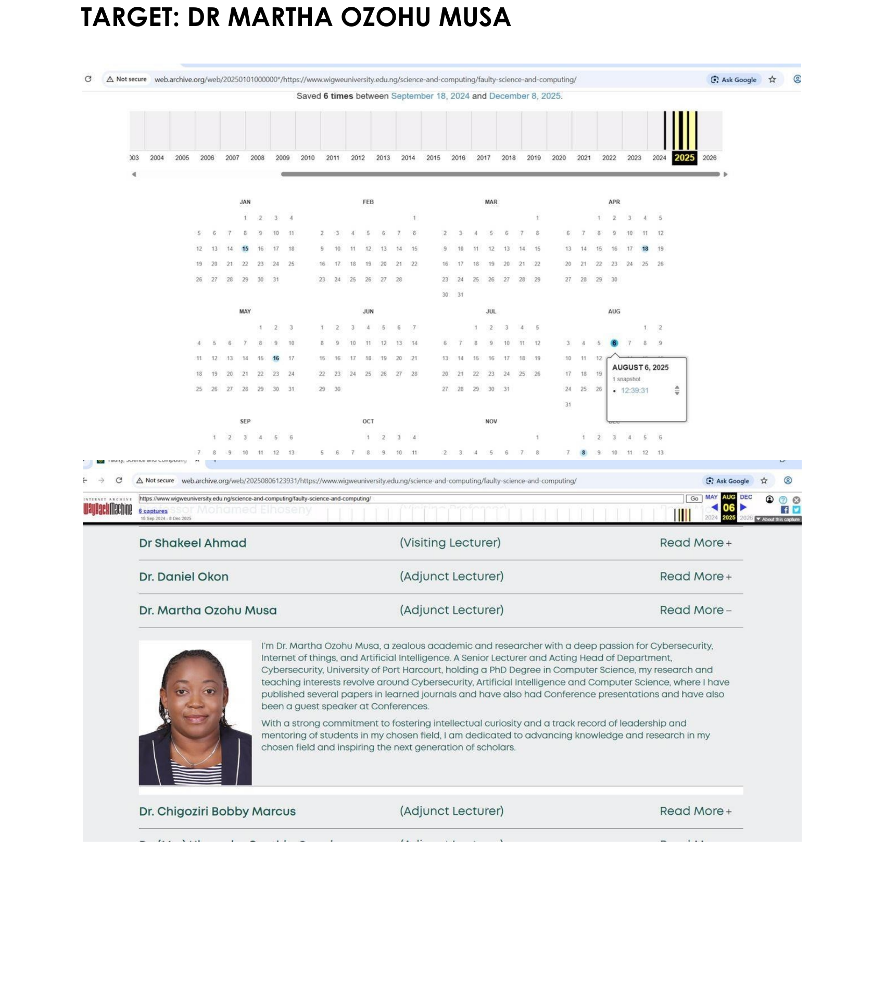 TARGET: DR MARTHA OZOHU MUSA
Not secure web.archive.org/web/20250101000000*/https://www.wigweuniversity.edu.ng/science-and-computing/faulty-science-and-computing/ Ask Google
Saved 6 times between September 18, 2024 and December 8, 2025.
2004 2005 2006 2007 2008 2009 2010 2011 2012 2013 2014 2015 2016 2017 2018 2019 2020 2021 2022 2023 2024 2025 2026
JAN FEB MAR APR
1 2 3 4 1 1 1 2 3 4 5
5 6 7 8 9 10 11 2 3 4 5 6 7 8 2 3 4 5 6 7 8 6 7 8 9 10 11 12
12 13 14 15 16 17 18 9 10 11 12 13 14 15 9 10 11 12 13 14 15 13 14 15 16 17 18 19
19 20 21 22 23 24 25 16 17 18 19 20 21 22 16 17 18 19 20 21 22 20 21 22 23 24 25 26
26 27 28 29 30 31 23 24 25 26 27 28 23 24 25 26 27 28 29 27 28 29 30
30 31
MAY JUN JUL AUG
1 2 3 1 2 3 4 5 6 7 1 2 3 4 5 1 2
4 5 6 7 8 9 10 8 9 10 11 12 13 14 6 7 8 9 10 11 12 3 4 5 6 7 8 9
11 12 13 14 15 16 17 15 16 17 18 19 20 21 13 14 15 16 17 18 19 10 11 12
18 19 20 21 22 23 24 22 23 24 25 26 27 28 20 21 22 23 24 25 26 17 18 19
25 26 27 28 29 30 31 29 30 27 28 29 30 31 24 25 26
31
AUGUST 6, 2025
1 snapshot
• 12:39:31
SEP OCT NOV
1 2 3 4 5 6 1 2 3 4 1 1 2 3 4 5 6
7 8 9 10 11 12 13 5 6 7 8 9 10 11 2 3 4 5 6 7 8 7 8 9 10 11 12 13
Faulty, Science and Computing
Not secure web.archive.org/web/20250806123931/https://www.wigweuniversity.edu.ng/science-and-computing/faulty-science-and-computing/ Ask Google
INTERNET ARCHIVE
WayBackMachine
https://www.wigweuniversity.edu.ng/science-and-computing/faulty-science-and-computing/ Go MAY AUG DEC
6 captures 06
18 Sep 2024 - 8 Dec 2025 2024 2025 2026 About this capture
Professor Mohamed Elhoseny (Visiting Professor)
Dr Shakeel Ahmad (Visiting Lecturer) Read More+
Dr. Daniel Okon (Adjunct Lecturer) Read More+
Dr. Martha Ozohu Musa (Adjunct Lecturer) Read More–
I'm Dr. Martha Ozohu Musa, a zealous academic and researcher with a deep passion for Cybersecurity,
Internet of things, and Artificial Intelligence. A Senior Lecturer and Acting Head of Department,
Cybersecurity, University of Port Harcourt, holding a PhD Degree in Computer Science, my research and
teaching interests revolve around Cybersecurity, Artificial Intelligence and Computer Science, where I have
published several papers in learned journals and have also had Conference presentations and have also
been a guest speaker at Conferences.
With a strong commitment to fostering intellectual curiosity and a track record of leadership and
mentoring of students in my chosen field, I am dedicated to advancing knowledge and research in my
chosen field and inspiring the next generation of scholars.
Dr. Chigoziri Bobby Marcus (Adjunct Lecturer) Read More+